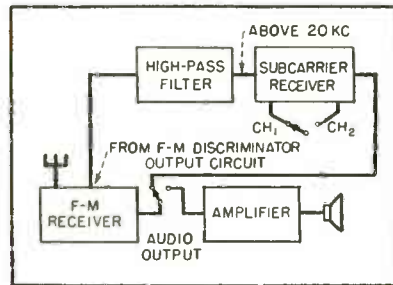 ABOVE 20 KC
HIGH-PASS
FILTER
SUBCARRIER
RECEIVER
CH₁
CH₂
FROM F-M DISCRIMINATOR
OUTPUT CIRCUIT
F-M
RECEIVER
AUDIO
OUTPUT
AMPLIFIER